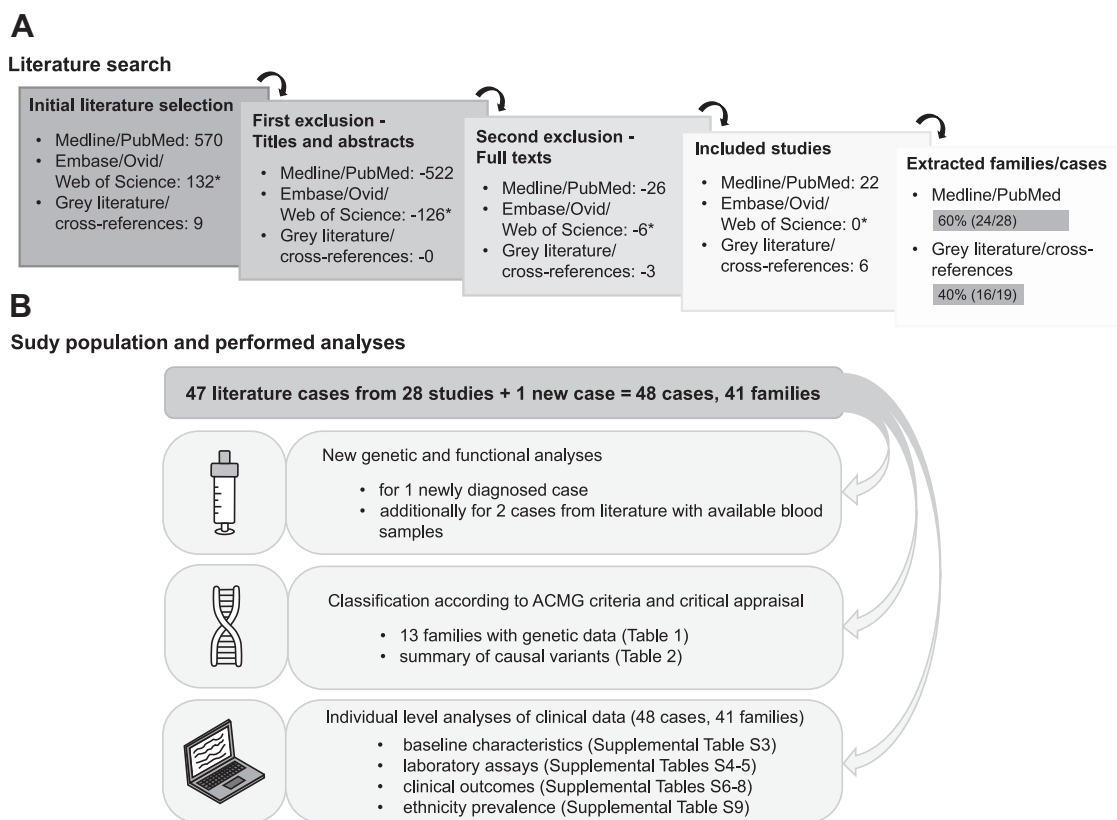 A
Literature search
Initial literature selection
• Medline/PubMed: 570
• Embase/Ovid/
Web of Science: 132*
• Grey literature/
cross-references: 9
First exclusion -
Titles and abstracts
• Medline/PubMed: -522
• Embase/Ovid/
Web of Science: -126*
• Grey literature/
cross-references: -0
Second exclusion -
Full texts
• Medline/PubMed: -26
• Embase/Ovid/
Web of Science: -6*
• Grey literature/
cross-references: -3
Included studies
• Medline/PubMed: 22
• Embase/Ovid/
Web of Science: 0*
• Grey literature/
cross-references: 6
Extracted families/cases
• Medline/PubMed
60% (24/28)
• Grey literature/cross-
references
40% (16/19)
B
Sudy population and performed analyses
47 literature cases from 28 studies + 1 new case = 48 cases, 41 families
New genetic and functional analyses
• for 1 newly diagnosed case
• additionally for 2 cases from literature with available blood
samples
Classification according to ACMG criteria and critical appraisal
• 13 families with genetic data (Table 1)
• summary of causal variants (Table 2)
Individual level analyses of clinical data (48 cases, 41 families)
• baseline characteristics (Supplemental Table S3)
• laboratory assays (Supplemental Tables S4-5)
• clinical outcomes (Supplemental Tables S6-8)
• ethnicity prevalence (Supplemental Table S9)